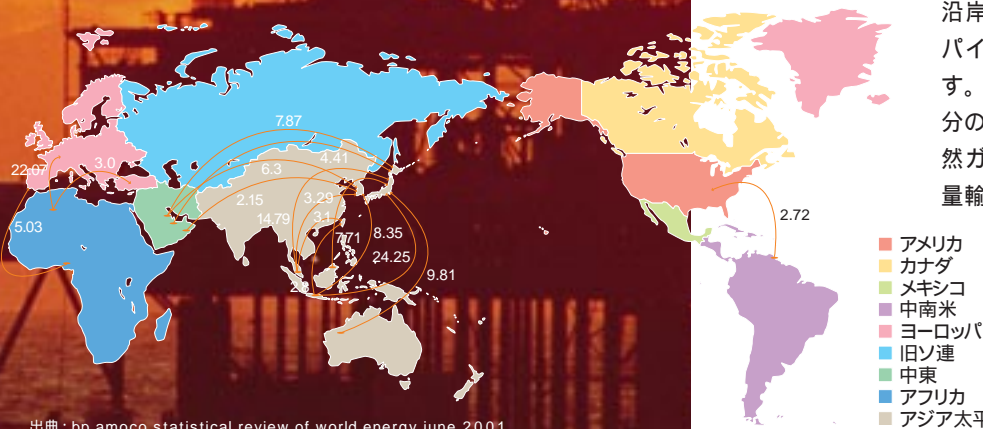 沿岸
パイ
す。
分の
然ガ
量輸
7.87
4.41
6.3
22.07
3.0
2.15
3.29
14.79
3.1
5.03
7.71
8.35
24.25
9.81
2.72
アメリカ
カナダ
メキシコ
中南米
ヨーロッパ
旧ソ連
中東
アフリカ
アジア太平
出典：bp amoco statistical review of world energy june 2001